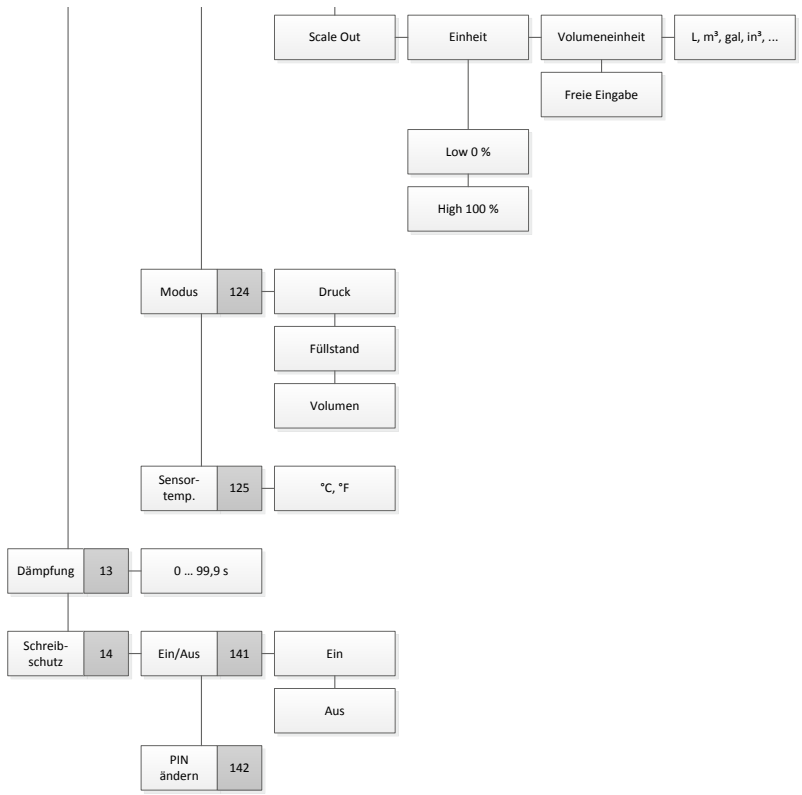 Scale Out
Einheit
Volumeneinheit
L, m³, gal, in³, ...
Freie Eingabe
Low 0 %
High 100 %
Modus
124
Druck
Füllstand
Volumen
Sensor-
temp.
125
°C, °F
Dämpfung
13
0 ... 99,9 s
Schreib-
schutz
14
Ein/Aus
141
Ein
Aus
PIN
ändern
142